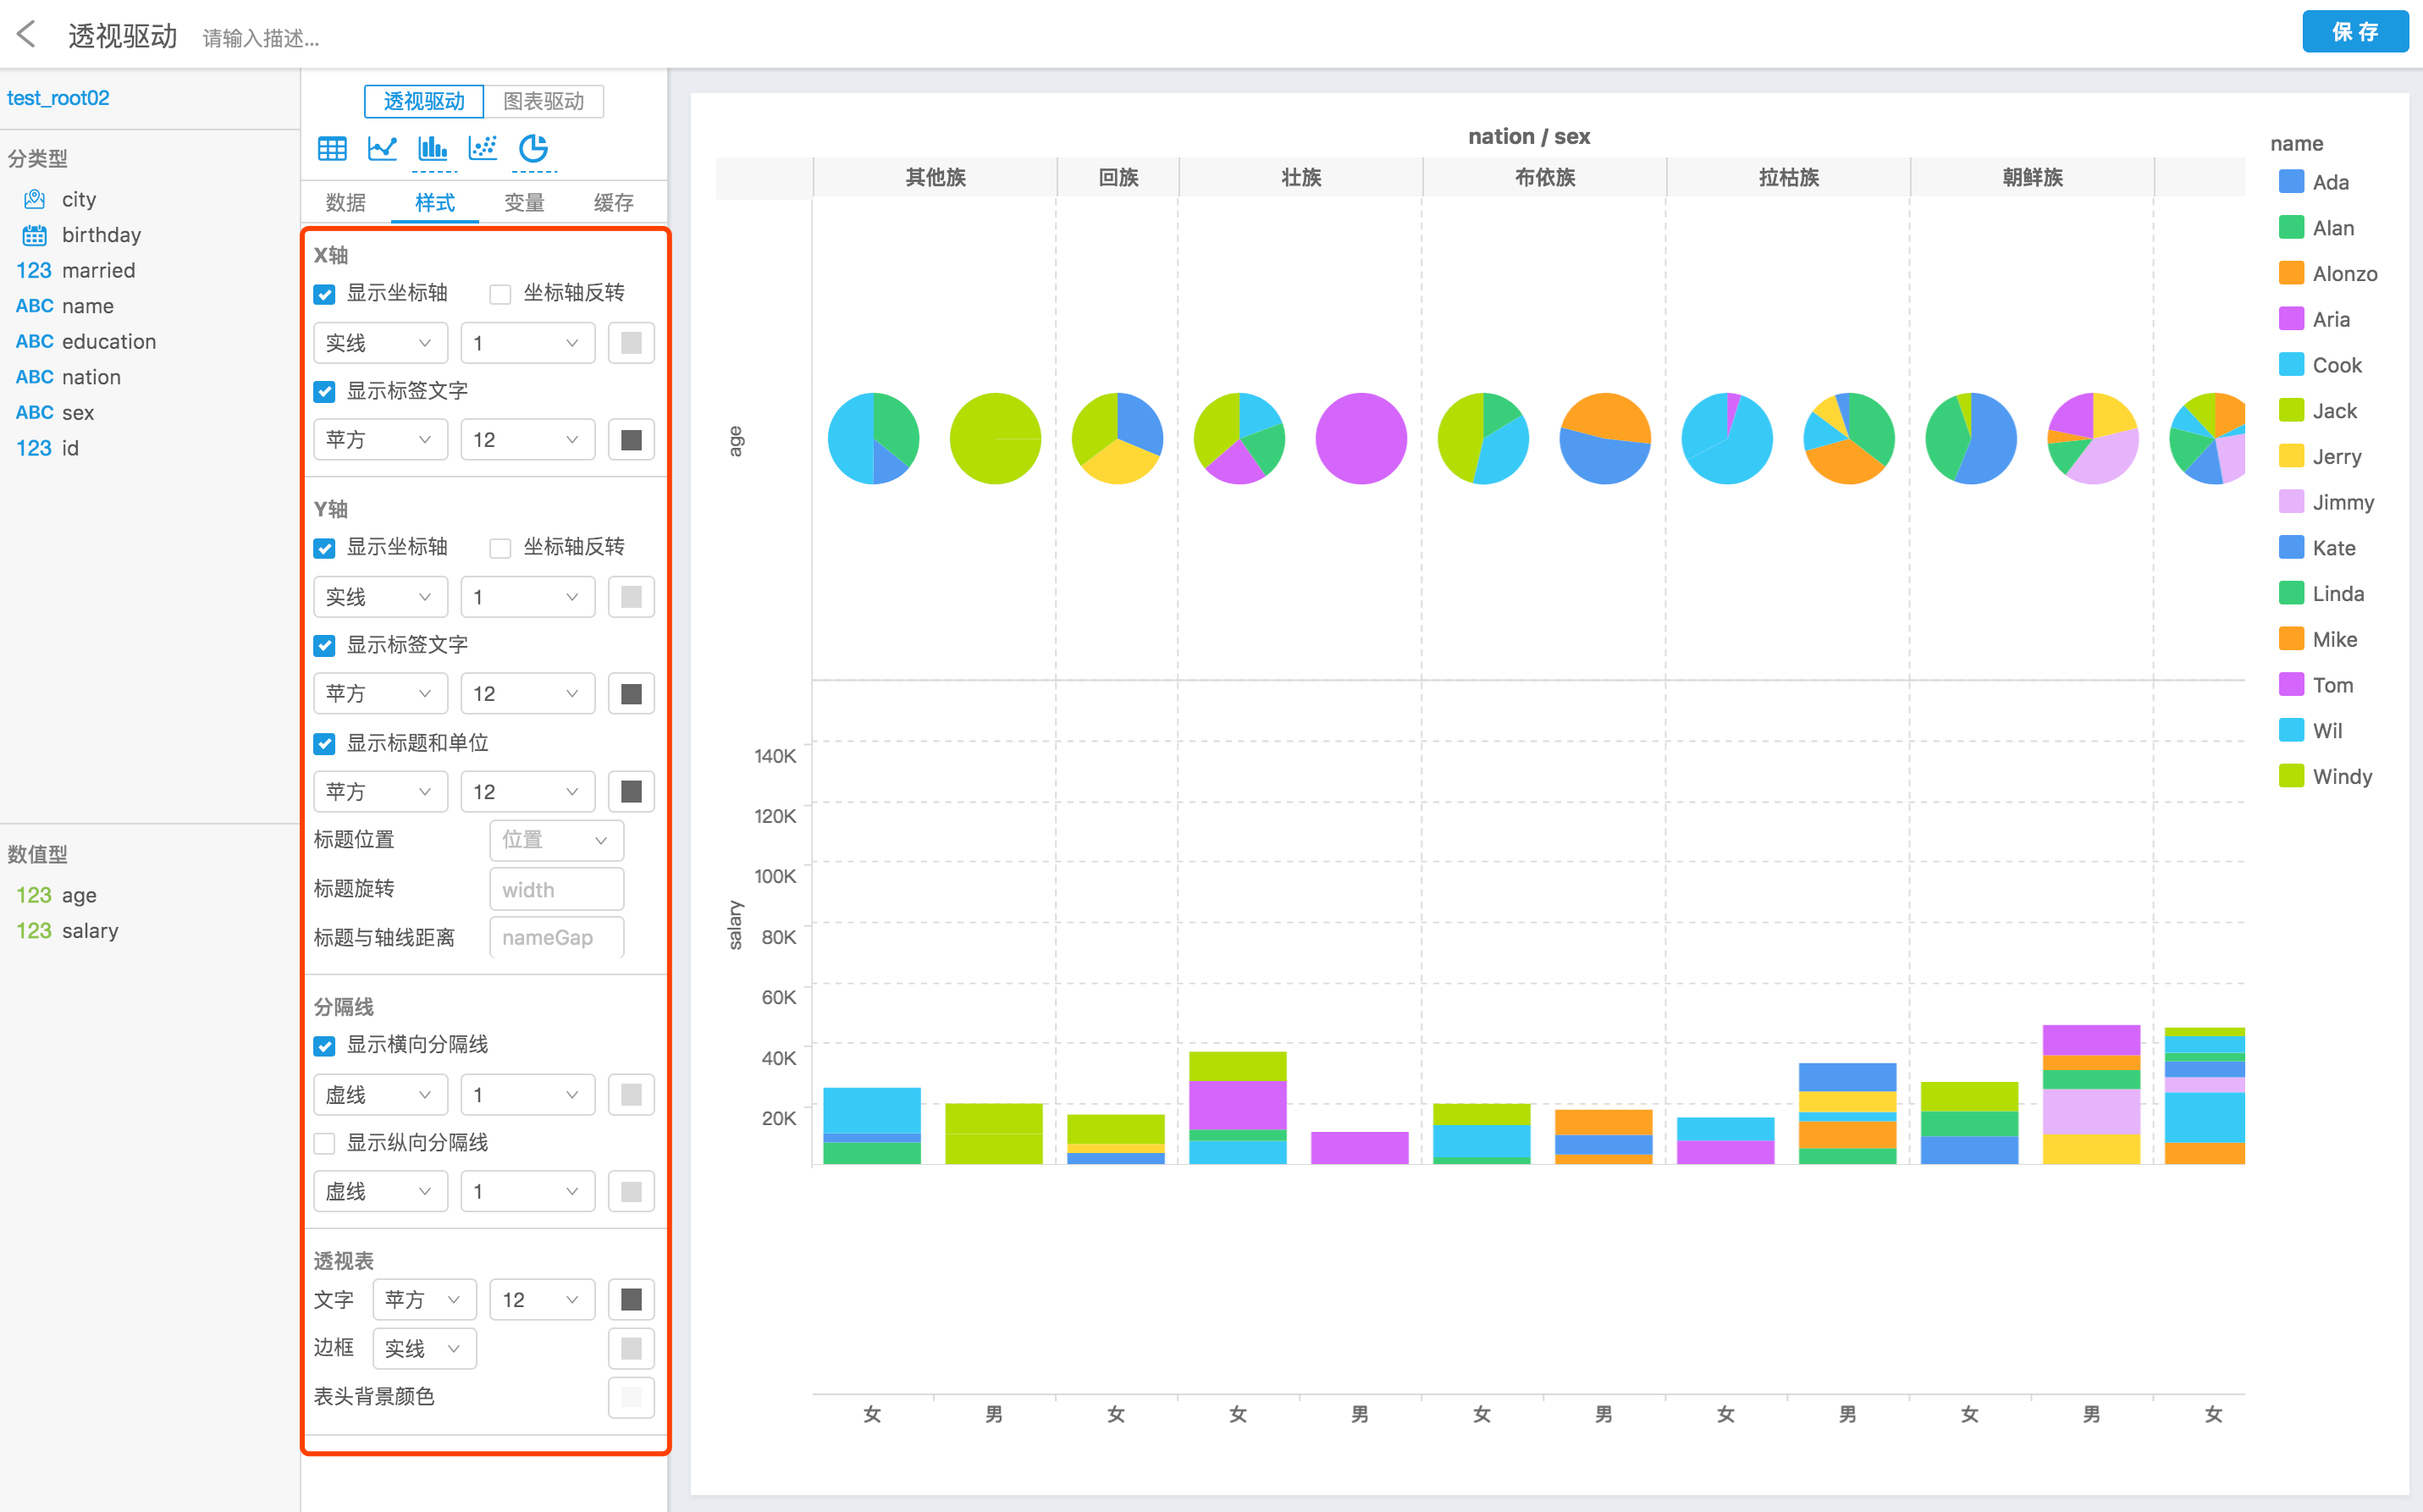 透视驱动 请输入描述...
保 存
test_root02
分类型
city
birthday
123 married
ABC name
ABC education
ABC nation
ABC sex
123 id
数值型
123 age
123 salary
透视驱动 图表驱动
数据 样式 变量 缓存
X轴
显示坐标轴 坐标轴反转
实线 1
显示标签文字
苹方 12
Y轴
显示坐标轴 坐标轴反转
实线 1
显示标签文字
苹方 12
显示标题和单位
苹方 12
标题位置 位置
标题旋转 width
标题与轴线距离 nameGap
分隔线
显示横向分隔线
虚线 1
显示纵向分隔线
虚线 1
透视表
文字 苹方 12
边框 实线
表头背景颜色
nation / sex
其他族 回族 壮族 布依族 拉枯族 朝鲜族
age
salary
140K
120K
100K
80K
60K
40K
20K
女 男 女 女 男 女 男 女 男 女 男 女
name
Ada
Alan
Alonzo
Aria
Cook
Jack
Jerry
Jimmy
Kate
Linda
Mike
Tom
Wil
Windy